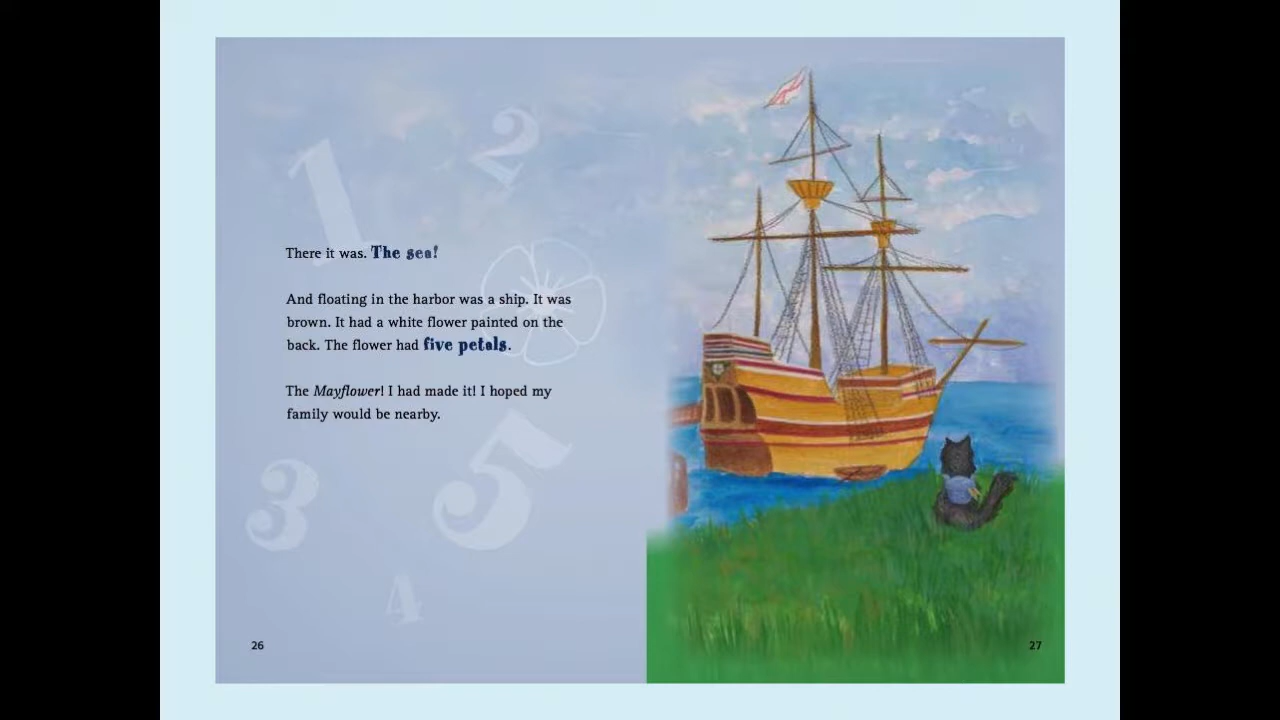 1
2
There it was. The sea!
And floating in the harbor was a ship. It was
brown. It had a white flower painted on the
back. The flower had five petals.
The Mayflower! I had made it! I hoped my
family would be nearby.
3
5
4
26
27